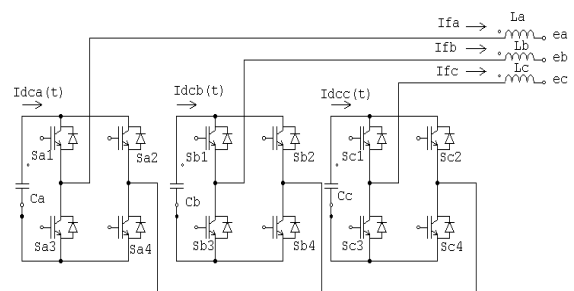 Ifa La ea
Ifb Lb eb
Ifc Lc ec
Idca(t) Idcb(t) Idcc(t)
Sa1 Sa2 Sb1 Sb2 Sc1 Sc2
Ca Cb Cc
Sa3 Sa4 Sb3 Sb4 Sc3 Sc4